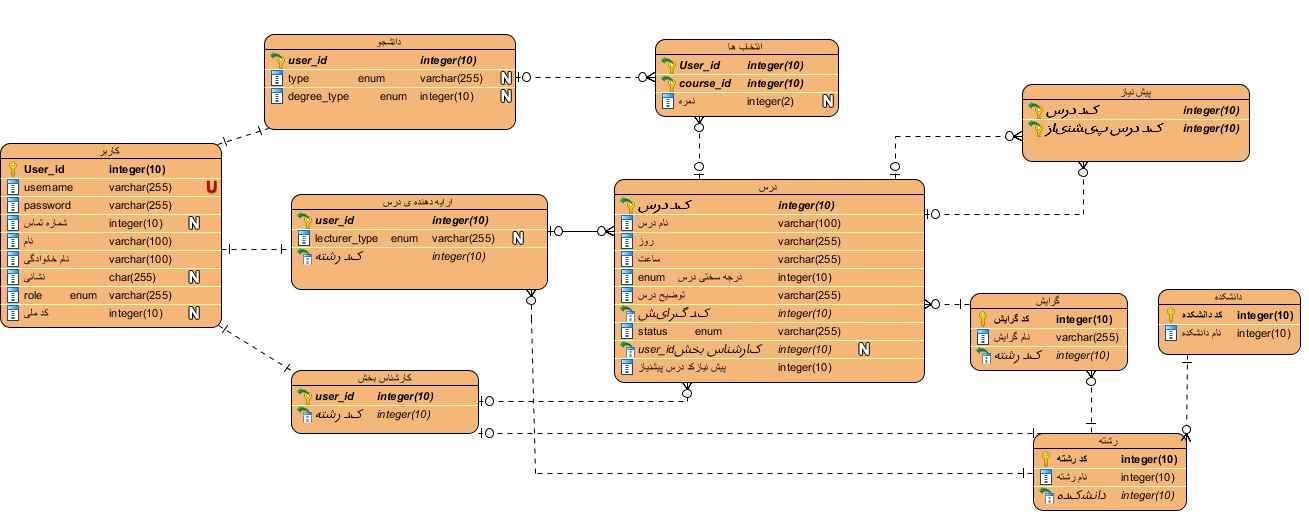 دانشجو
user_id integer(10)
type enum varchar(255) N
degree_type enum integer(10) N
انتخاب ها
User_id integer(10)
course_id integer(10)
نمره integer(2) N
پیش نیاز
کد درس integer(10)
کد درس پیشنیاز integer(10)
کاربر
User_id integer(10)
username varchar(255) U
password varchar(255)
شماره تماس integer(10) N
نام varchar(100)
نام خانوادگی varchar(100)
نشانی char(255) N
role enum varchar(255)
کد ملی integer(10) N
ارایه دهنده ی درس
user_id integer(10)
lecturer_type enum varchar(255) N
کد رشته integer(10)
درس
کد درس integer(10)
نام درس varchar(100)
روز varchar(255)
ساعت varchar(255)
درجه سختی درس enum integer(10)
توضیح درس varchar(255)
کد گرایش integer(10)
status enum varchar(255)
کارشناس بخش user_id integer(10) N
پیش نیاز کد درس پیشنیاز integer(10)
گرایش
کد گرایش integer(10)
نام گرایش varchar(255)
کد رشته integer(10)
دانشکده
کد دانشکده integer(10)
نام دانشکده integer(10)
کارشناس بخش
user_id integer(10)
کد رشته integer(10)
رشته
کد رشته integer(10)
نام رشته integer(10)
دانشکده integer(10)